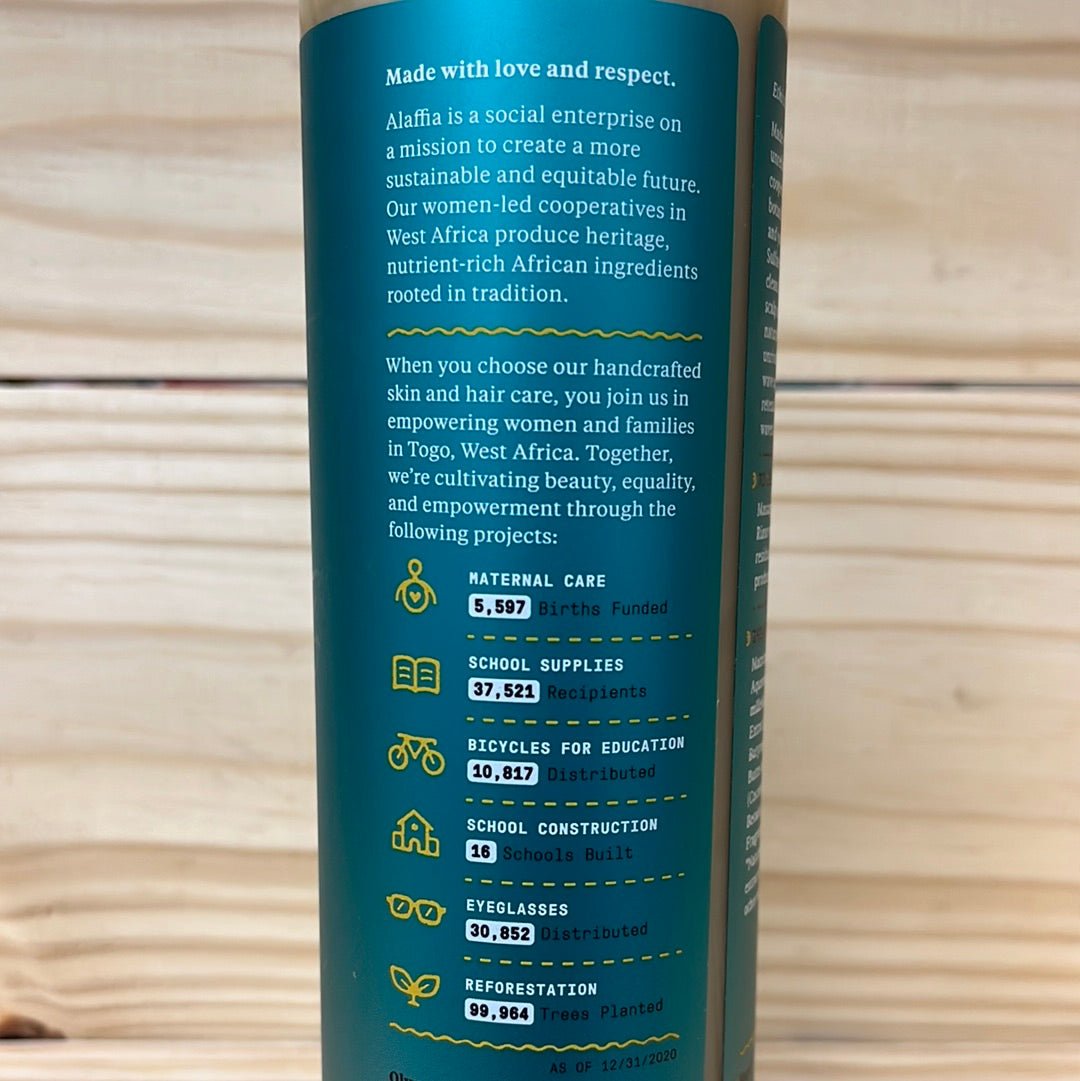 Made with love and respect.
Alaffia is a social enterprise on
a mission to create a more
sustainable and equitable future.
Our women-led cooperatives in
West Africa produce heritage,
nutrient-rich African ingredients
rooted in tradition.
When you choose our handcrafted
skin and hair care, you join us in
empowering women and families
in Togo, West Africa. Together,
we're cultivating beauty, equality,
and empowerment through the
following projects:
MATERNAL CARE
5,597 Births Funded
SCHOOL SUPPLIES
37,521 Recipients
BICYCLES FOR EDUCATION
10,817 Distributed
SCHOOL CONSTRUCTION
16 Schools Built
EYEGLASSES
30,852 Distributed
REFORESTATION
99,964 Trees Planted
AS OF 12/31/2020